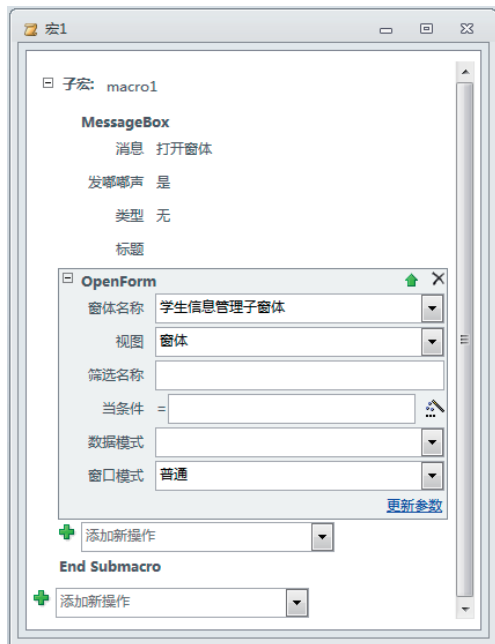 宏1
子宏: macro1
MessageBox
消息 打开窗体
发嘟嘟声 是
类型 无
标题
OpenForm
窗体名称 学生信息管理子窗体
视图 窗体
筛选名称
当条件 =
数据模式
窗口模式 普通
更新参数
添加新操作
End Submacro
添加新操作